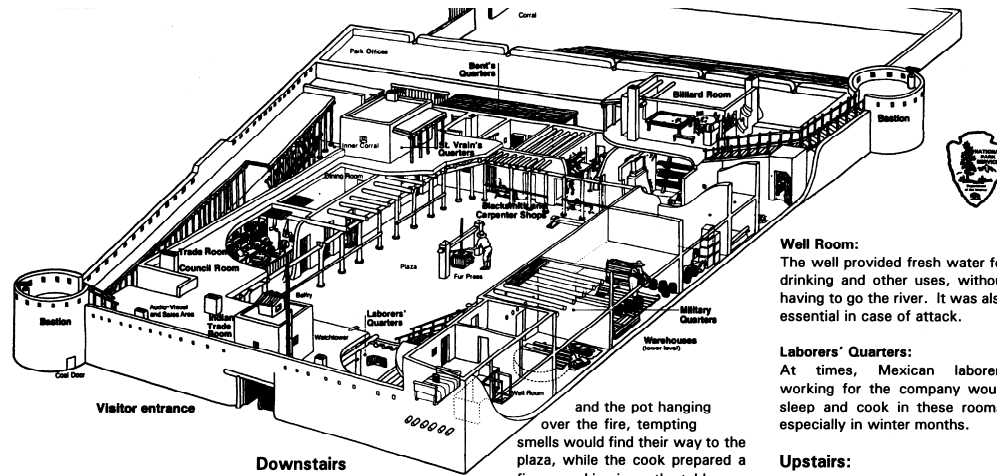 Corral
Park Offices
Bent's
Quarters
Billiard Room
Bastion
Inner Corral
St. Vrain's
Quarters
Dining Room
Blacksmith and
Carpenter Shops
NATIONAL
PARK
SERVICE
Trade Room
Council Room
Plaza
Fur Press
Bastion
Audio-Visual
and Sales Area
Indian
Trade
Room
Belfry
Watchtower
Laborers'
Quarters
Military
Quarters
Warehouses
(lower level)
Coal Door
Well Room
Visitor entrance
Downstairs
and the pot hanging
over the fire, tempting
smells would find their way to the
plaza, while the cook prepared a
Well Room:
The well provided fresh water fo
drinking and other uses, withou
having to go the river. It was als
essential in case of attack.
Laborers' Quarters:
At times, Mexican laborer
working for the company woul
sleep and cook in these room
especially in winter months.
Upstairs: